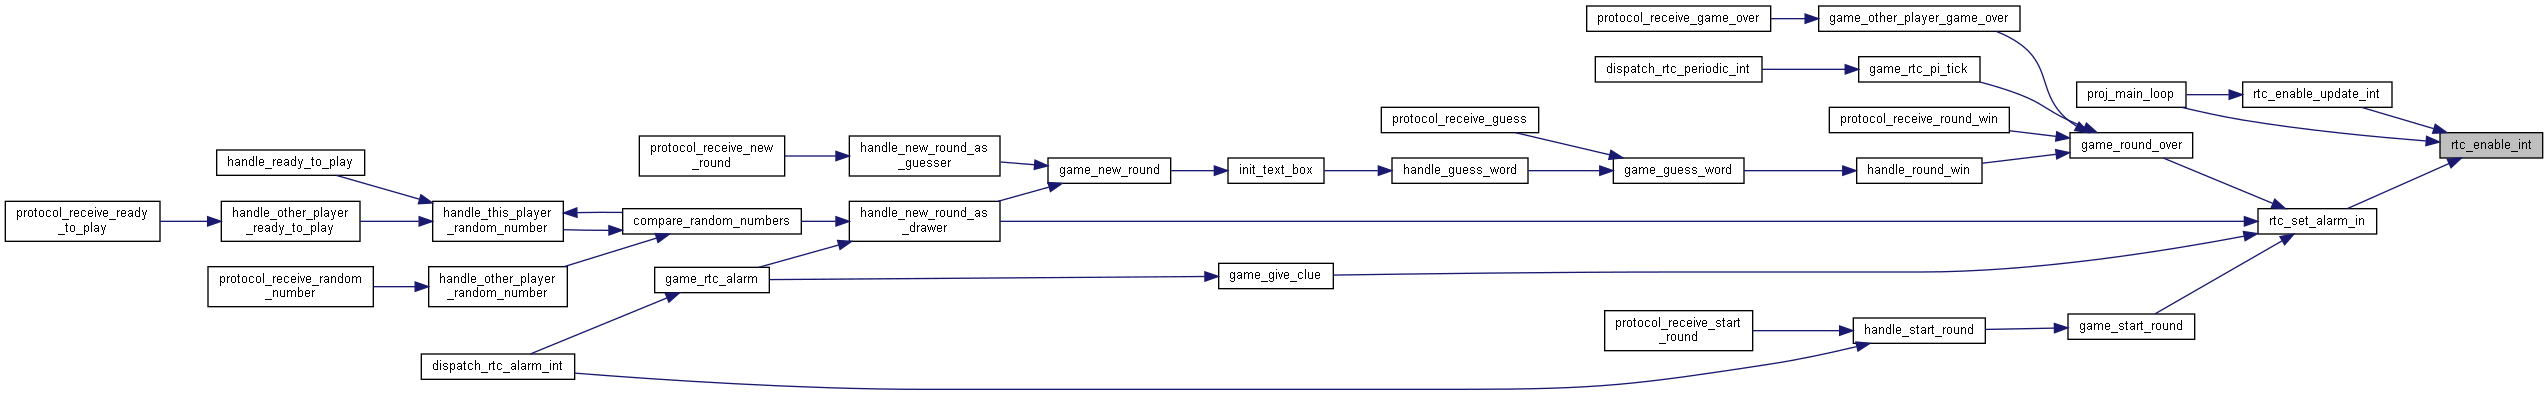 protocol_receive_game_over
game_other_player_game_over
dispatch_rtc_periodic_int
game_rtc_pi_tick
proj_main_loop
rtc_enable_update_int
protocol_receive_guess
protocol_receive_round_win
rtc_enable_int
game_round_over
protocol_receive_new
_round
handle_new_round_as
_guesser
handle_ready_to_play
game_new_round
init_text_box
handle_guess_word
game_guess_word
handle_round_win
protocol_receive_ready
_to_play
handle_other_player
_ready_to_play
handle_this_player
_random_number
compare_random_numbers
handle_new_round_as
_drawer
rtc_set_alarm_in
protocol_receive_random
_number
handle_other_player
_random_number
game_rtc_alarm
game_give_clue
protocol_receive_start
_round
handle_start_round
game_start_round
dispatch_rtc_alarm_int